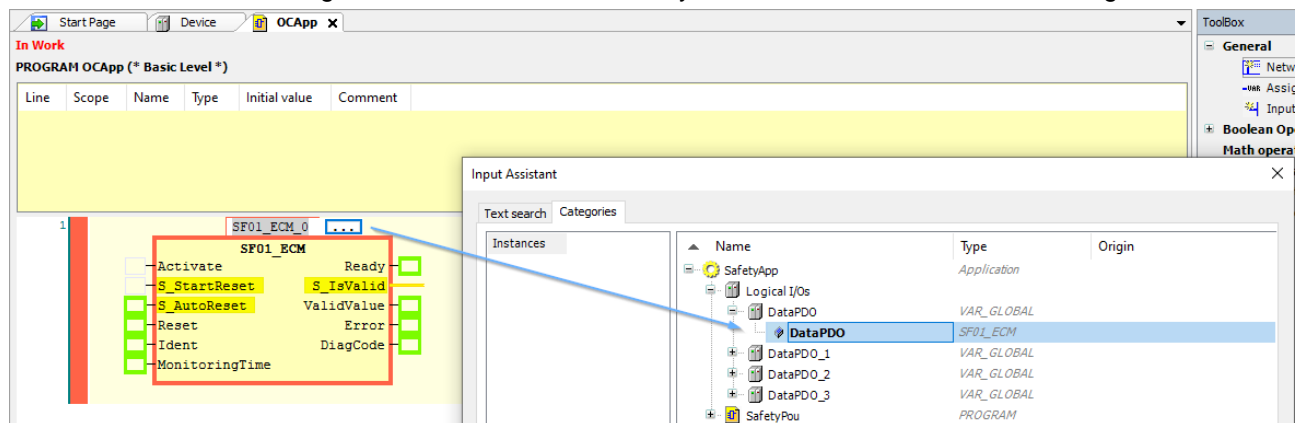 Start Page Device OCApp X
ToolBox
In Work
General
PROGRAM OCApp (* Basic Level *)
Line Scope Name Type Initial value Comment
Boolean
Input Assistant ×
Text search Categories
Instances
Name Type Origin
SafetyApp Application
Logical I/Os
DataPDO VAR_GLOBAL
DataPDO SF01_ECM
DataPDO_1 VAR_GLOBAL
DataPDO_2 VAR_GLOBAL
DataPDO_3 VAR_GLOBAL
SafetyPou PROGRAM
1
SF01_ECM_0 ...
SF01_ECM
Activate Ready
S_StartReset S_IsValid
S_AutoReset ValidValue
Reset Error
Ident DiagCode
MonitoringTime